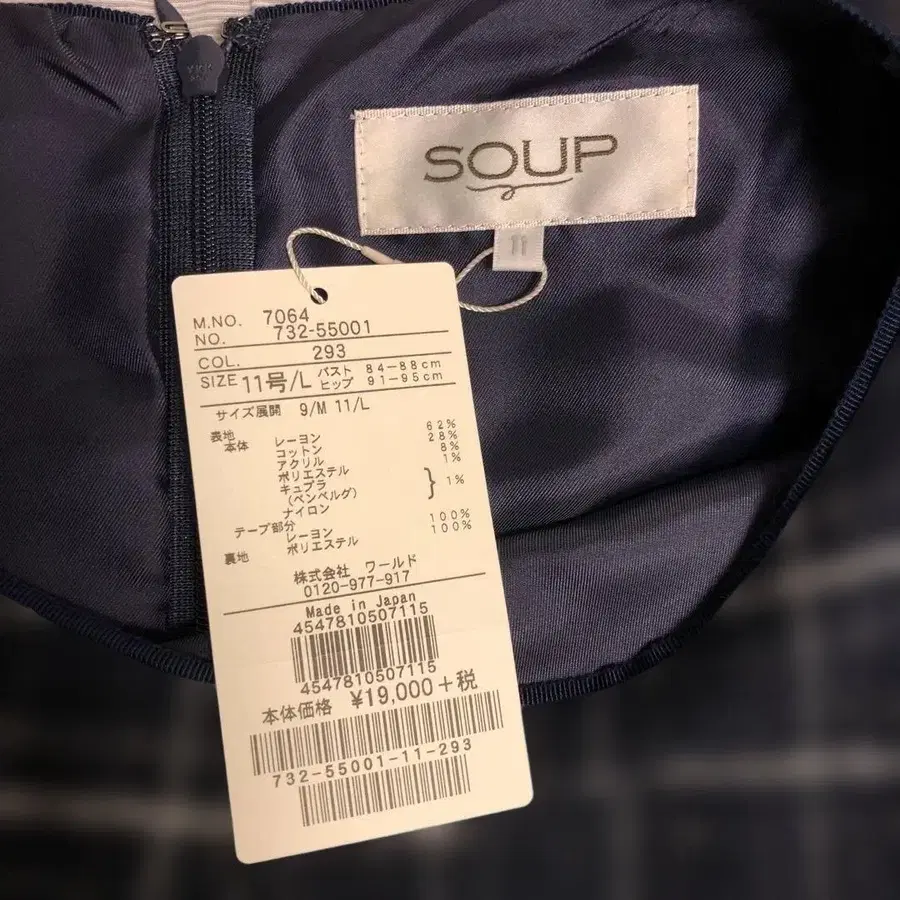 YKK
SOUP
11
M.NO. 7064
NO. 732-55001
COL. 293
SIZE 11号/L バスト 84-88cm
ヒップ 91-95cm
サイズ展開 9/M 11/L
表地
本体 レーヨン 62%
コットン 28%
アクリル 8%
ポリエステル 1%
キュプラ
(ベンベルグ) } 1%
ナイロン
テープ部分
レーヨン 100%
裏地 ポリエステル 100%
株式会社 ワールド
0120-977-917
Made in Japan
4547810507115
4547810507115
本体価格 ¥19,000+税
732-55001-11-293